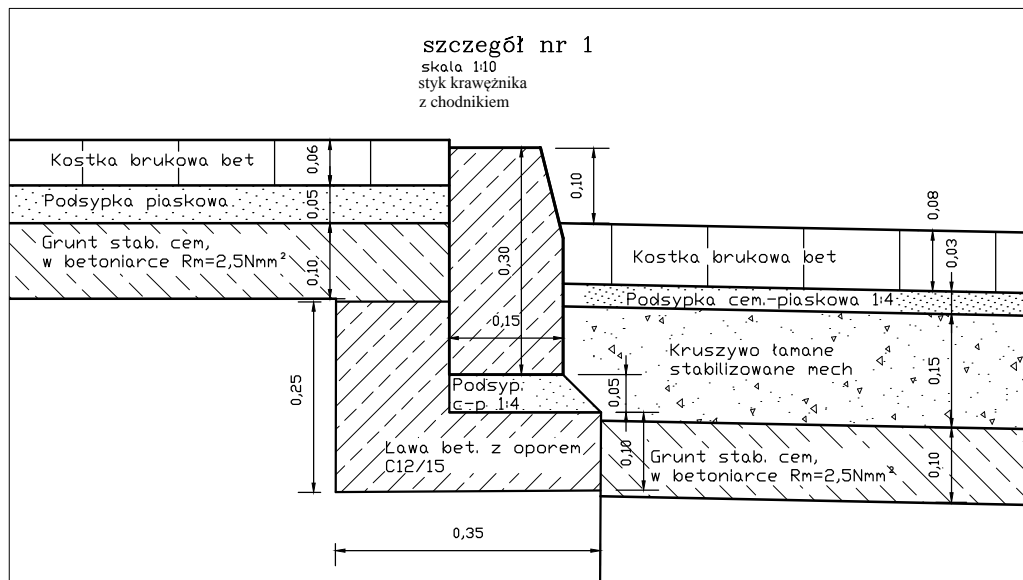 szczegół nr 1
skala 1:10
styk krawężnika
z chodnikiem
Kostka brukowa bet
0,06
Podsypka piaskowa
0,05
Grunt stab. cem,
w betoniarce Rm=2,5Nmm²
0,10
0,25
0,30
0,15
0,10
Podsyp.
c-p 1:4
0,05
Ława bet. z oporem
C12/15
0,10
0,35
0,08
Kostka brukowa bet
0,03
Podsypka cem.-piaskowa 1:4
Kruszywo łamane
stabilizowane mech
0,15
Grunt stab cem,
w betoniarce Rm=2,5Nmm²
0,10